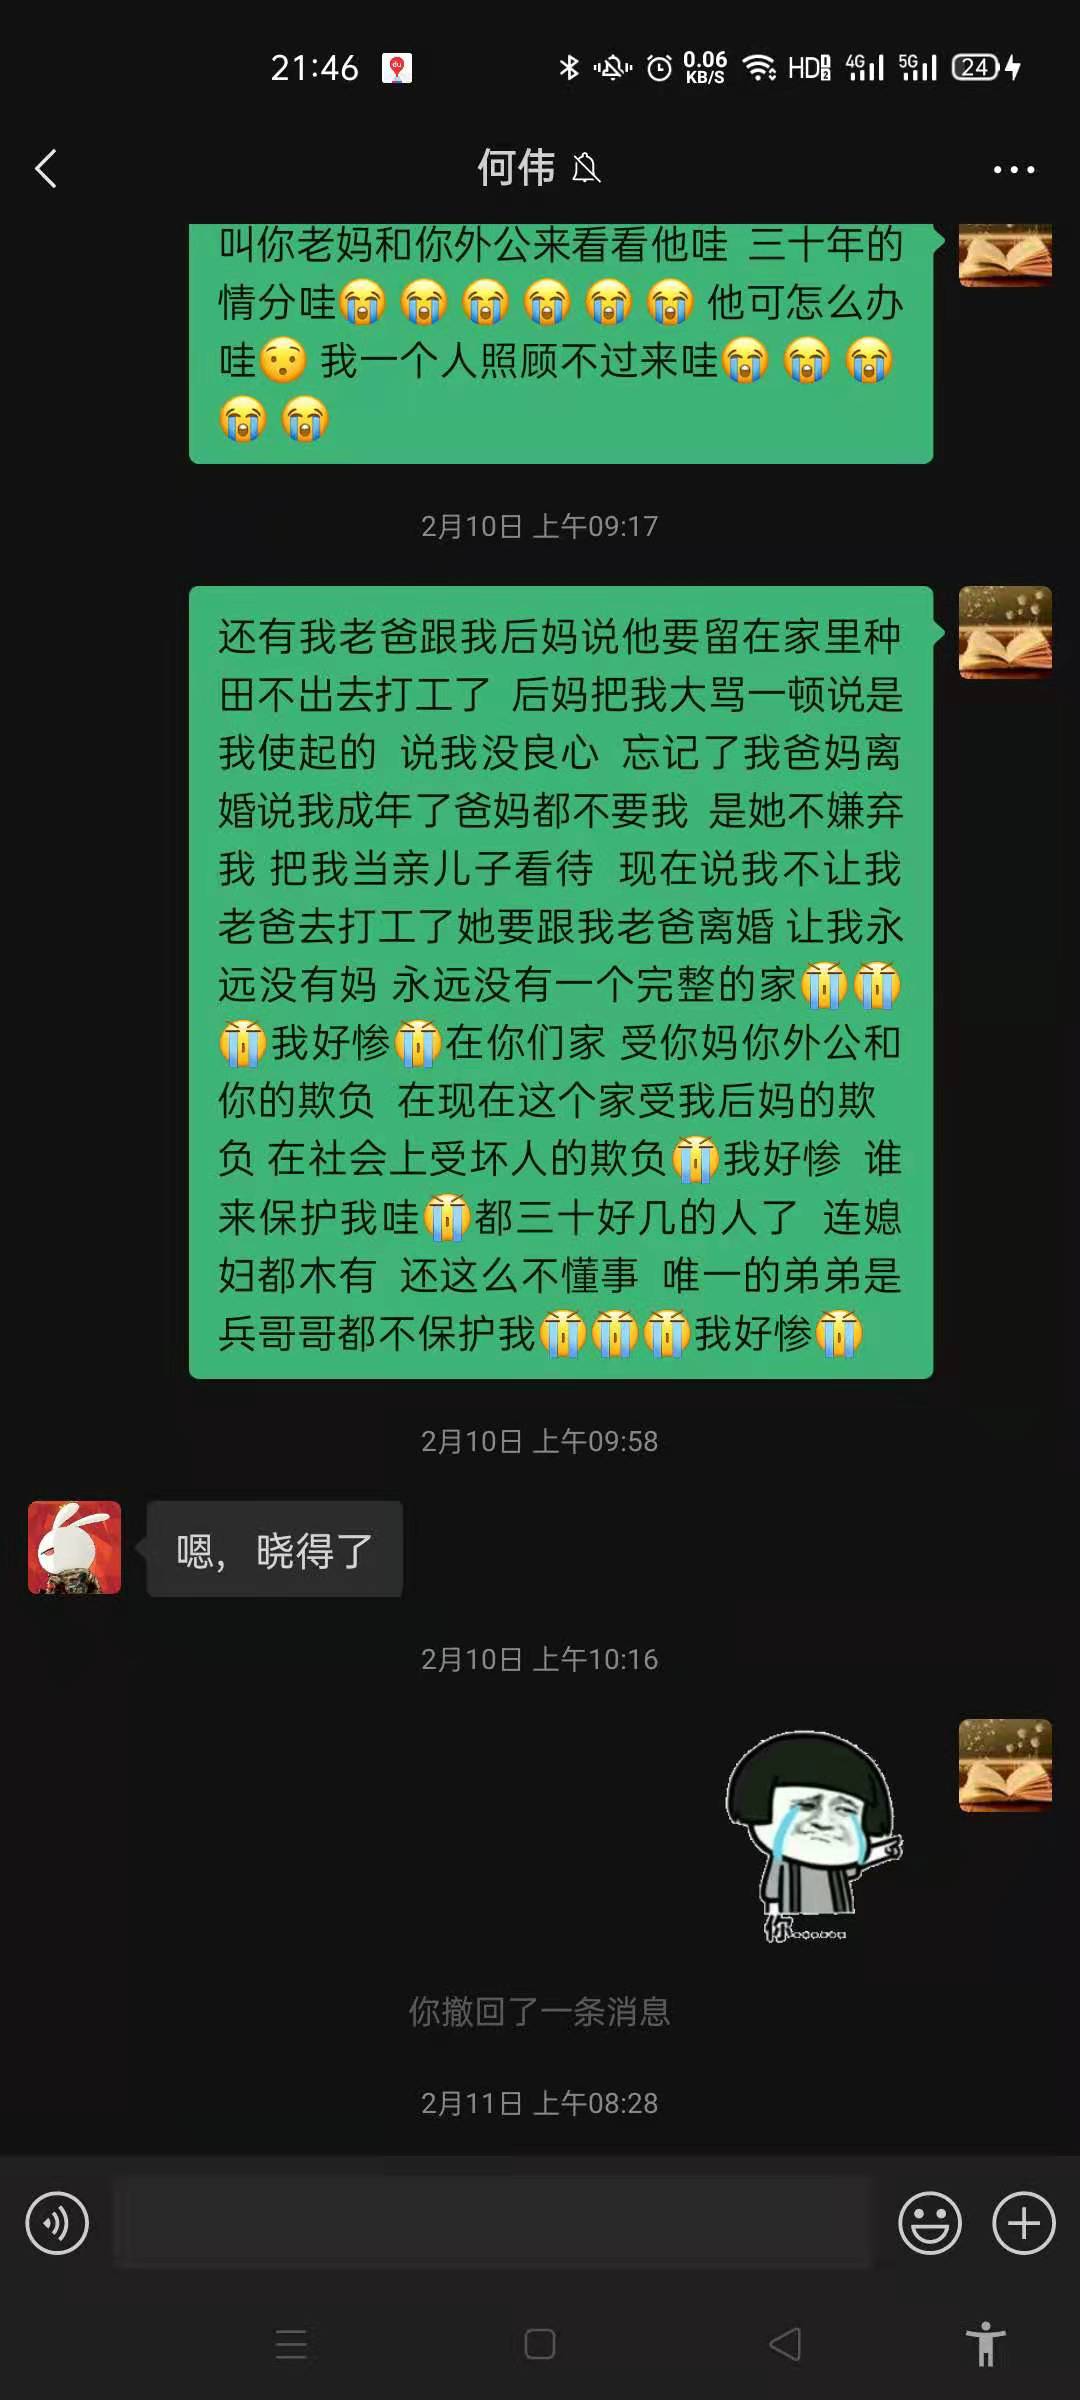 21:46
0.06 KB/S HD 4G 5G 24
何伟
叫你老妈和你外公来看看他哇 三十年的
情分哇😭😭😭😭😭😭他可怎么办
哇😯我一个人照顾不过来哇😭😭😭
😭😭
2月10日 上午09:17
还有我老爸跟我后妈说他要留在家里种
田不出去打工了 后妈把我大骂一顿说是
我使起的 说我没良心 忘记了我爸妈离
婚说我成年了爸妈都不要我 是她不嫌弃
我 把我当亲儿子看待 现在说我不让我
老爸去打工了她要跟我老爸离婚 让我永
远没有妈 永远没有一个完整的家😭😭
😭我好惨😭在你们家 受你妈你外公和
你的欺负 在现在这个家受我后妈的欺
负 在社会上受坏人的欺负😭我好惨 谁
来保护我哇😭都三十好几的人了 连媳
妇都木有 还这么不懂事 唯一的弟弟是
兵哥哥都不保护我😭😭😭我好惨😭
2月10日 上午09:58
嗯，晓得了
2月10日 上午10:16
你
你撤回了一条消息
2月11日 上午08:28